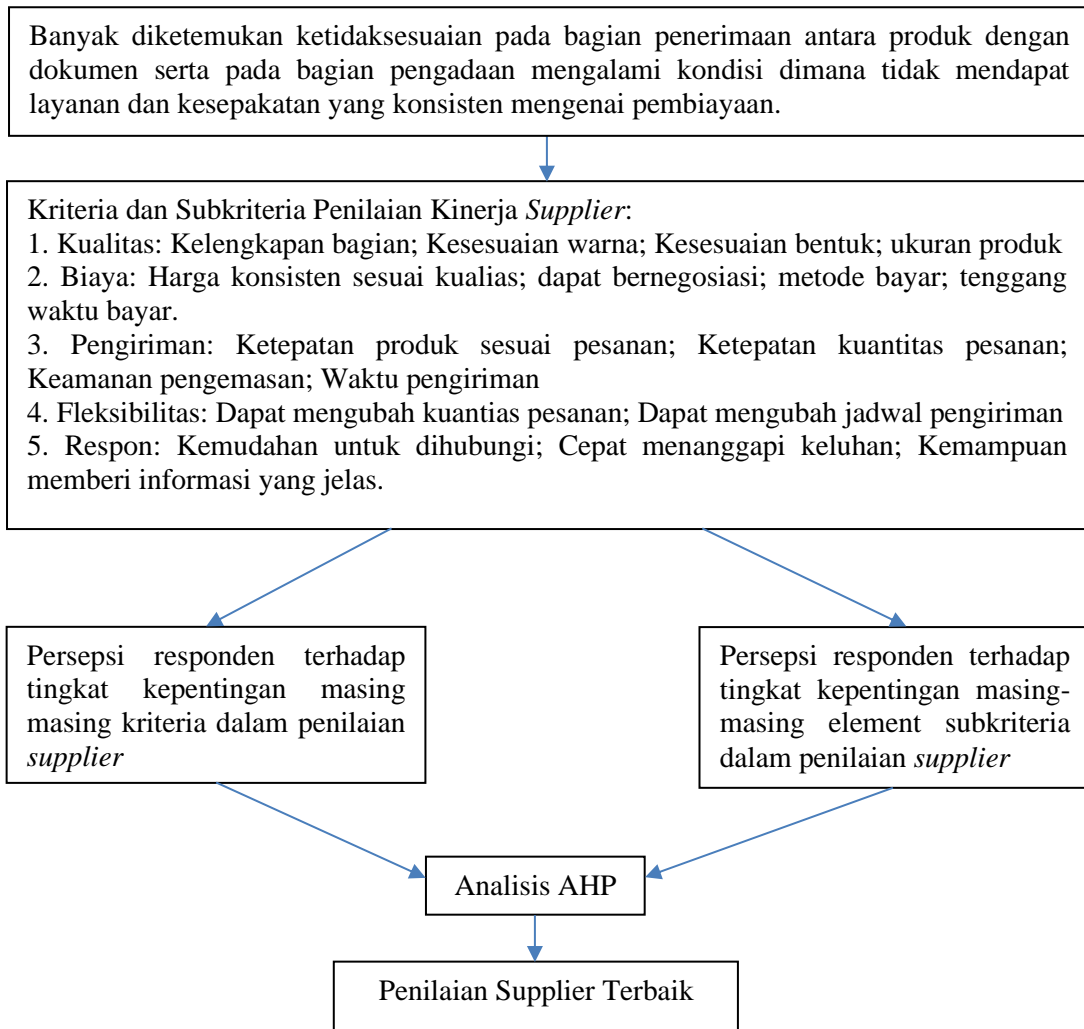 Banyak diketemukan ketidaksesuaian pada bagian penerimaan antara produk dengan
dokumen serta pada bagian pengadaan mengalami kondisi dimana tidak mendapat
layanan dan kesepakatan yang konsisten mengenai pembiayaan.
Kriteria dan Subkriteria Penilaian Kinerja Supplier:
1. Kualitas: Kelengkapan bagian; Kesesuaian warna; Kesesuaian bentuk; ukuran produk
2. Biaya: Harga konsisten sesuai kualias; dapat bernegosiasi; metode bayar; tenggang
waktu bayar.
3. Pengiriman: Ketepatan produk sesuai pesanan; Ketepatan kuantitas pesanan;
Keamanan pengemasan; Waktu pengiriman
4. Fleksibilitas: Dapat mengubah kuantias pesanan; Dapat mengubah jadwal pengiriman
5. Respon: Kemudahan untuk dihubungi; Cepat menanggapi keluhan; Kemampuan
memberi informasi yang jelas.
Persepsi responden terhadap
tingkat kepentingan masing
masing kriteria dalam penilaian
supplier
Persepsi responden terhadap
tingkat kepentingan masing-
masing element subkriteria
dalam penilaian supplier
Analisis AHP
Penilaian Supplier Terbaik